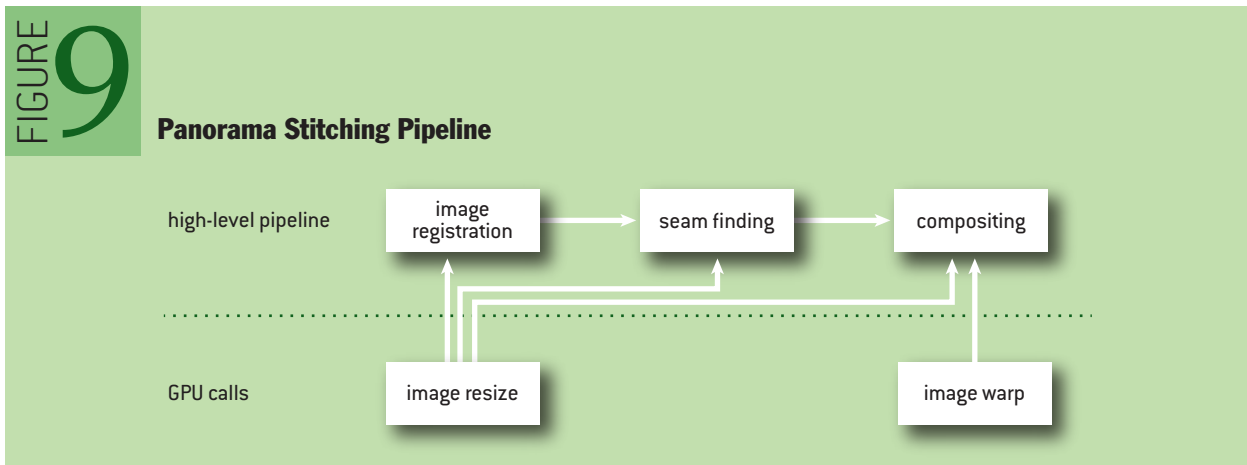 FIGURE 9
Panorama Stitching Pipeline
high-level pipeline
image
registration
seam finding
compositing
GPU calls
image resize
image warp